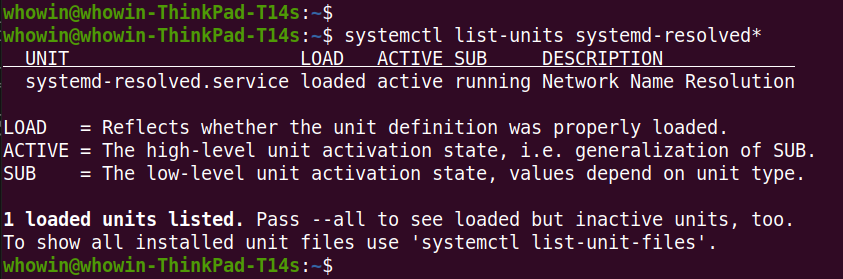 whowin@whowin-ThinkPad-T14s:~$
whowin@whowin-ThinkPad-T14s:~$ systemctl list-units systemd-resolved*
  UNIT                     LOAD   ACTIVE SUB     DESCRIPTION
  systemd-resolved.service loaded active running Network Name Resolution

LOAD   = Reflects whether the unit definition was properly loaded.
ACTIVE = The high-level unit activation state, i.e. generalization of SUB.
SUB    = The low-level unit activation state, values depend on unit type.

1 loaded units listed. Pass --all to see loaded but inactive units, too.
To show all installed unit files use 'systemctl list-unit-files'.
whowin@whowin-ThinkPad-T14s:~$